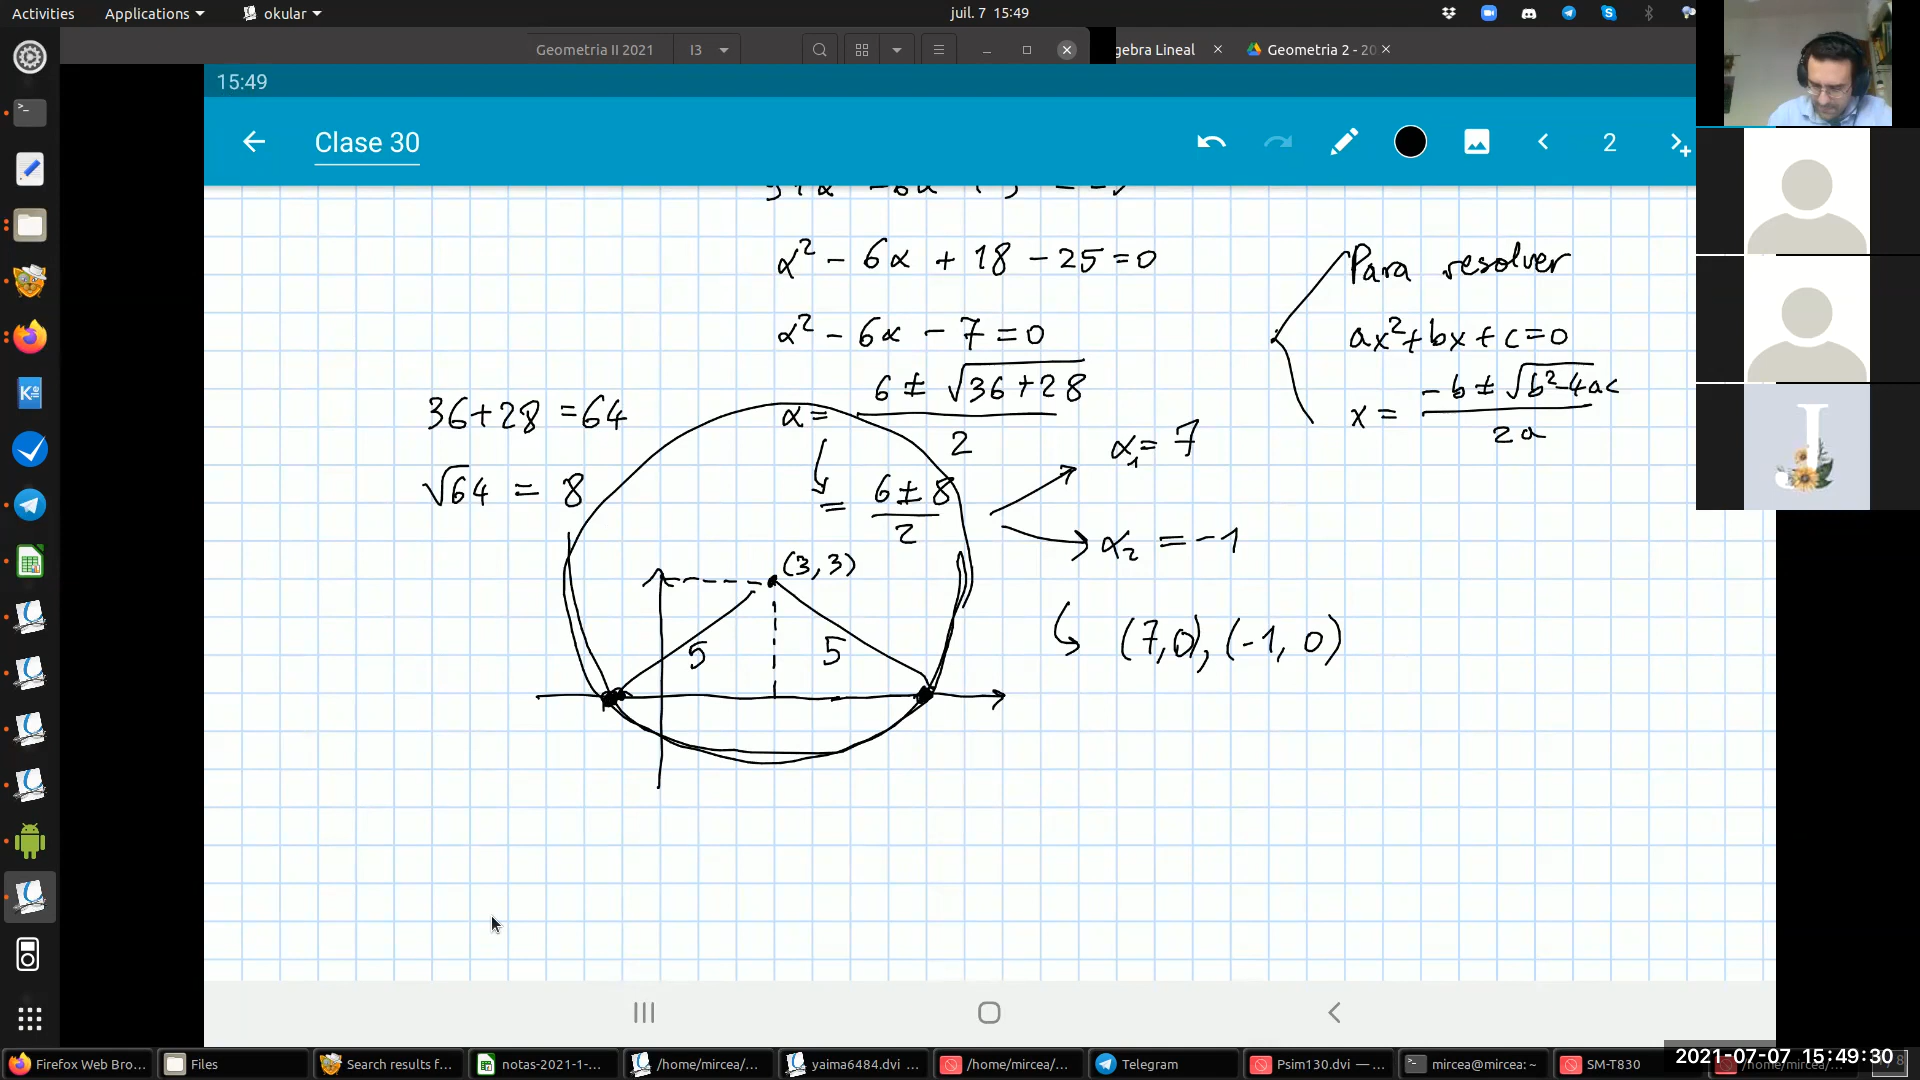 Activities Applications okular juil. 7 15:49
Geometria II 2021 I3 gebra Lineal Geometria 2 - 20
15:49
Clase 30 2
α² - 6α + 18 - 25 = 0
α² - 6α - 7 = 0
α = 6 ± √36 + 28
2
= 6 ± 8
2
36 + 28 = 64
√64 = 8
α₁ = 7
α₂ = -1
(7, 0), (-1, 0)
Para resolver
ax² + bx + c = 0
x = -b ± √b² - 4ac
2a
(3, 3)
5 5
J
Firefox Web Bro... Files Search results f... notas-2021-1-... /home/mircea/... yaima6484.dvi ... /home/mircea/... Telegram Psim130.dvi — ... mircea@mircea: ~ SM-T830
2021-07-07 15:49:30